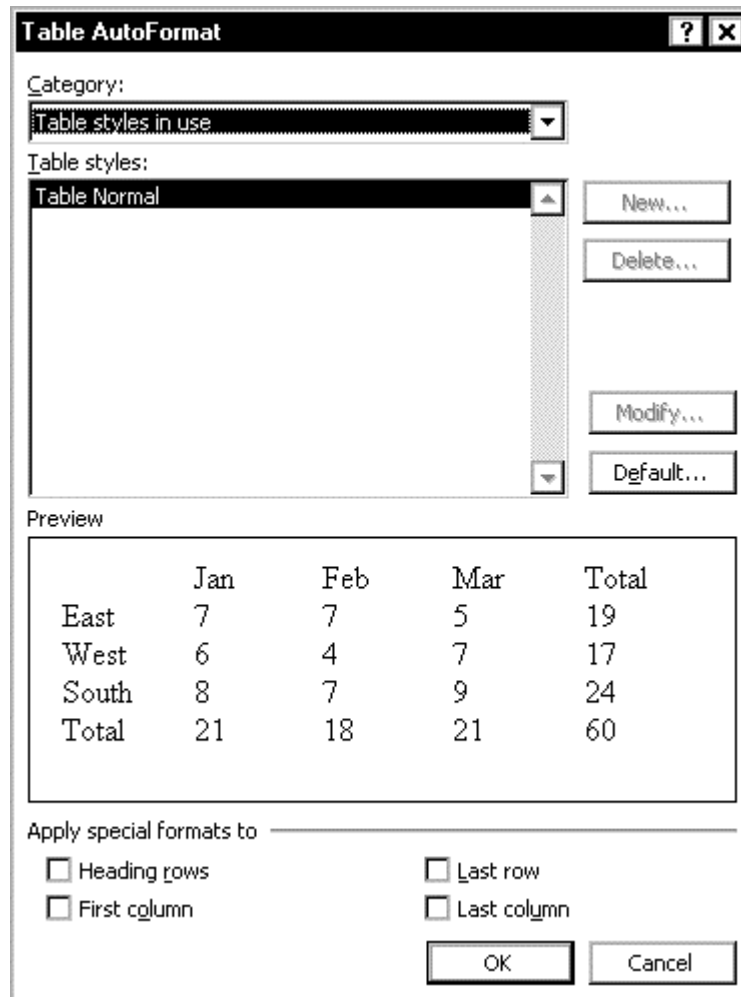 Table AutoFormat
Category:
Table styles in use
Table styles:
Table Normal
New...
Delete...
Modify...
Default...
Preview
Jan Feb Mar Total
East 7 7 5 19
West 6 4 7 17
South 8 7 9 24
Total 21 18 21 60
Apply special formats to
Heading rows Last row
First column Last column
OK Cancel